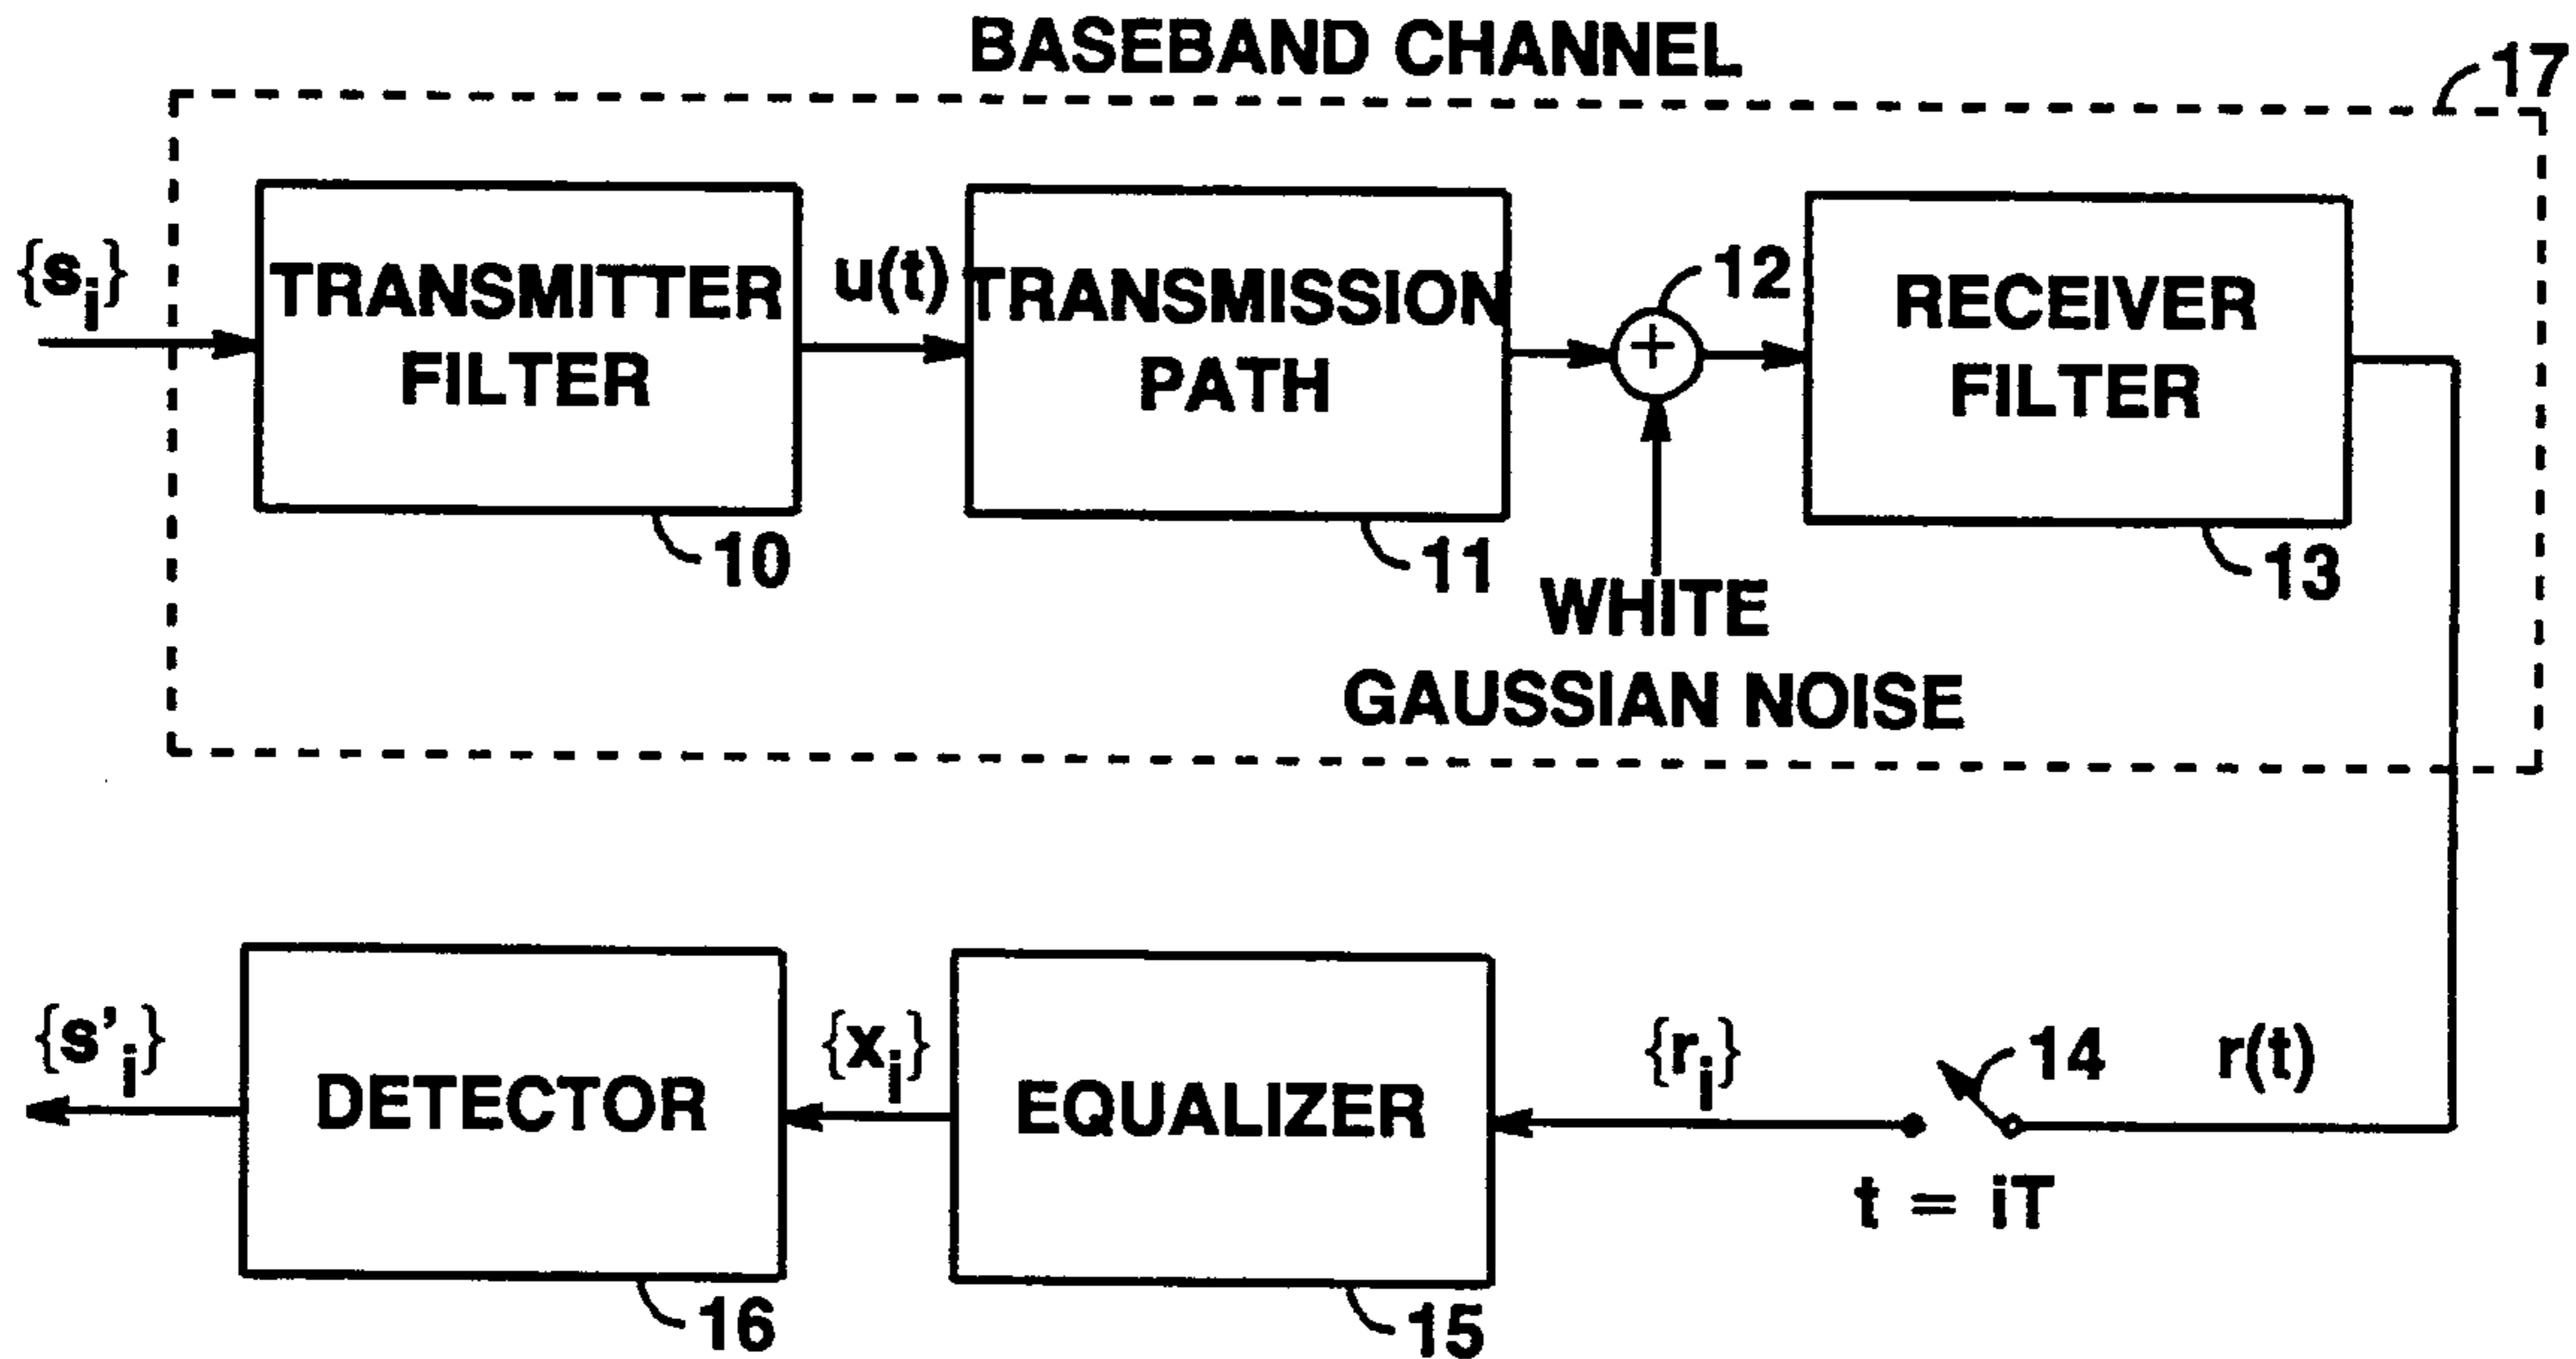 BASEBAND CHANNEL
17
{s_i}
TRANSMITTER
FILTER
10
u(t)
TRANSMISSION
PATH
11
12
+
WHITE
GAUSSIAN NOISE
RECEIVER
FILTER
13
{s'_i}
DETECTOR
16
{x_i}
EQUALIZER
15
{r_i}
14
r(t)
t = iT